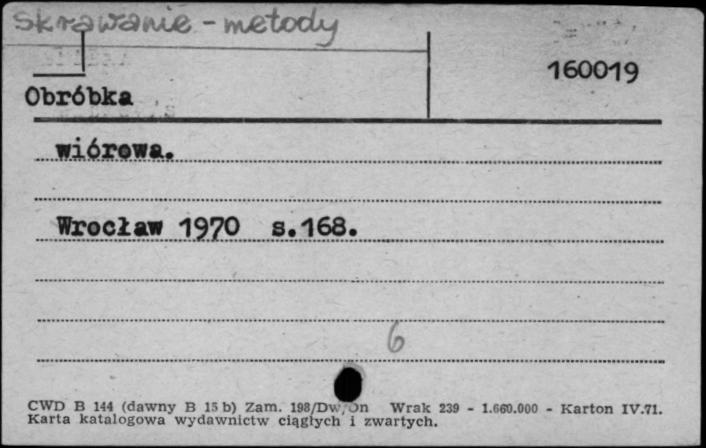 skrawanie - metody
160019
Obróbka
wiórowa.
Wrocław 1970 s.168.
6
CWD B 144 (dawny B 15 b) Zam. 198/Dw/On Wrak 239 - 1.660.000 - Karton IV.71.
Karta katalogowa wydawnictw ciągłych i zwartych.